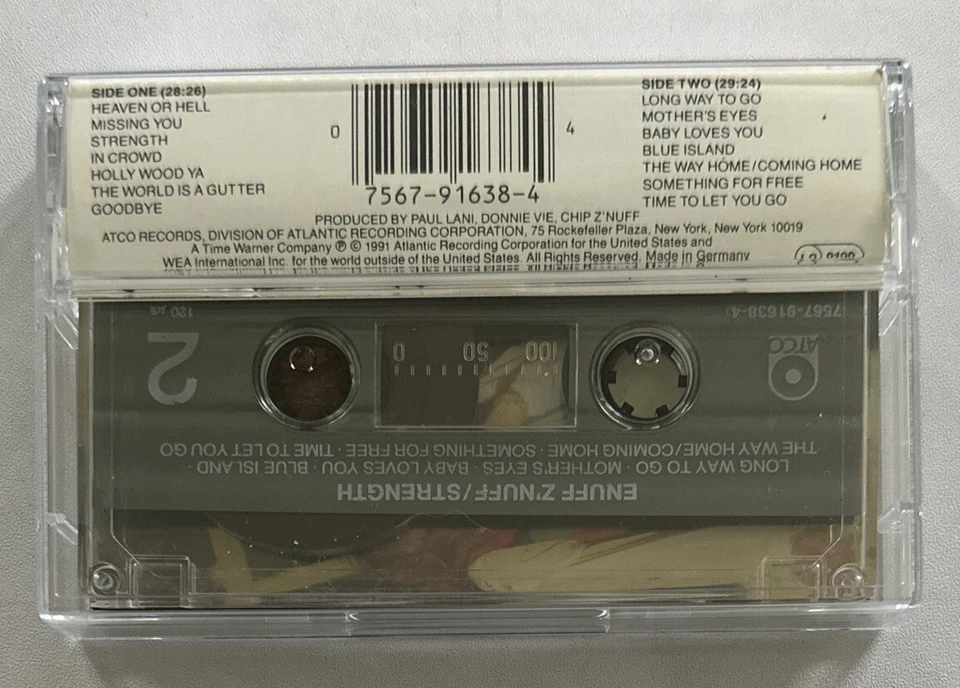 SIDE ONE (28:26)
HEAVEN OR HELL
MISSING YOU
STRENGTH
IN CROWD
HOLLY WOOD YA
THE WORLD IS A GUTTER
GOODBYE
0 4
7567-91638-4
SIDE TWO (29:24)
LONG WAY TO GO
MOTHER'S EYES
BABY LOVES YOU
BLUE ISLAND
THE WAY HOME/COMING HOME
SOMETHING FOR FREE
TIME TO LET YOU GO
PRODUCED BY PAUL LANI, DONNIE VIE, CHIP Z'NUFF
ATCO RECORDS, DIVISION OF ATLANTIC RECORDING CORPORATION, 75 Rockefeller Plaza, New York, New York 10019
A Time Warner Company ℗ © 1991 Atlantic Recording Corporation for the United States and
WEA International Inc. for the world outside of the United States. All Rights Reserved. Made in Germany
ENUFF Z'NUFF/STRENGTH
LONG WAY TO GO · MOTHER'S EYES · BABY LOVES YOU · BLUE ISLAND ·
THE WAY HOME/COMING HOME · SOMETHING FOR FREE · TIME TO LET YOU GO
ATCO
100 50 0
2
7567-91638-4
120 µs